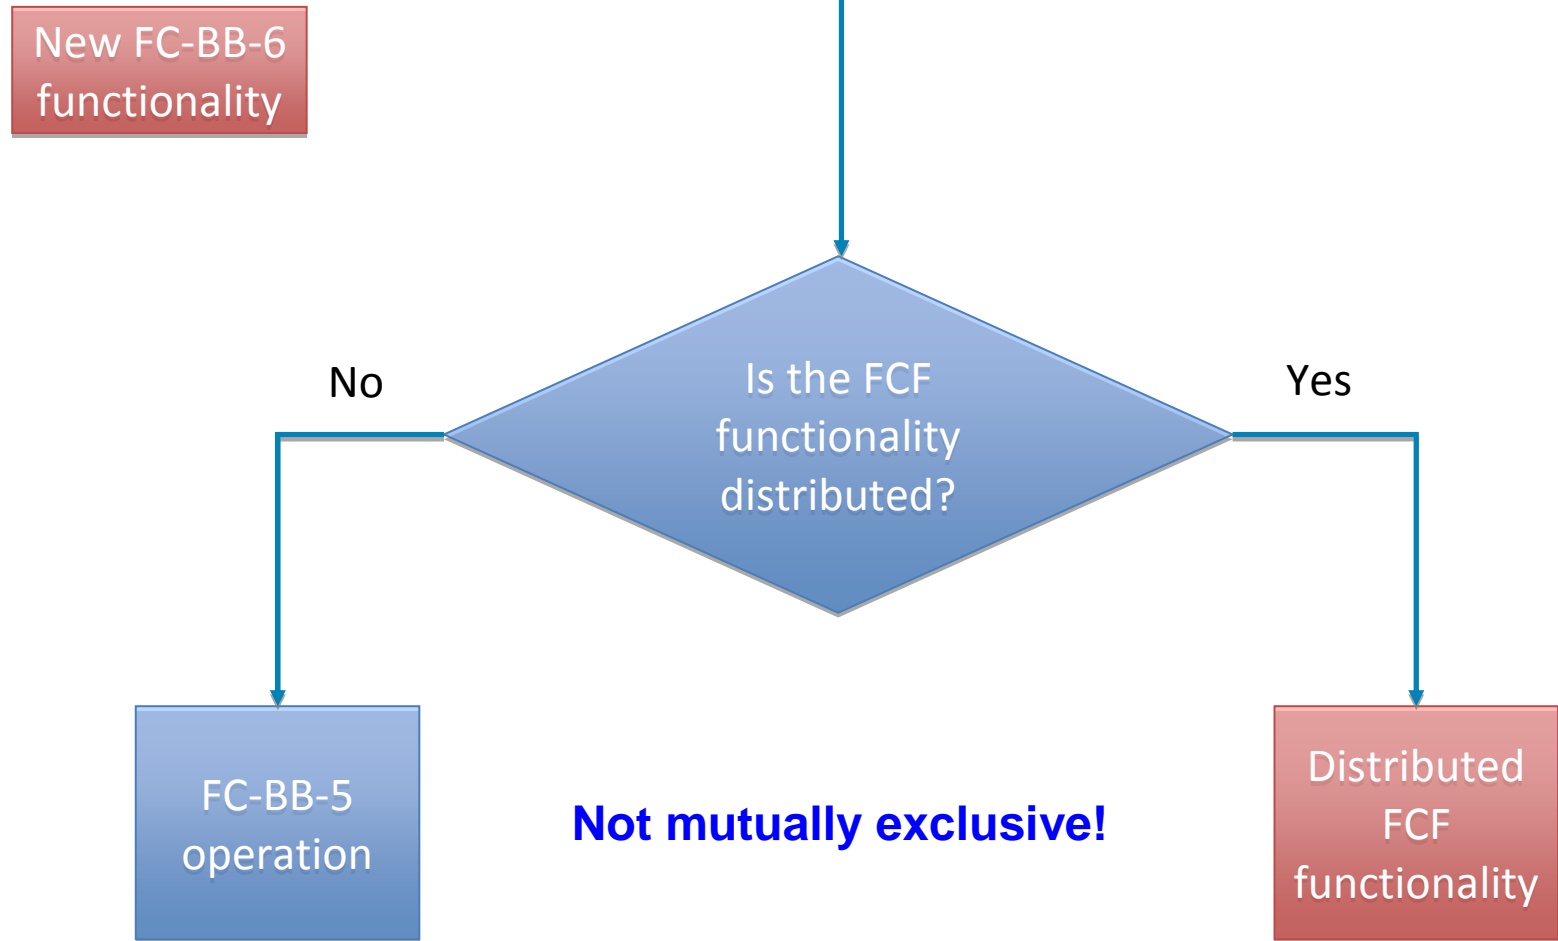 New FC-BB-6
functionality
No
Is the FCF
functionality
distributed?
Yes
FC-BB-5
operation
Not mutually exclusive!
Distributed
FCF
functionality